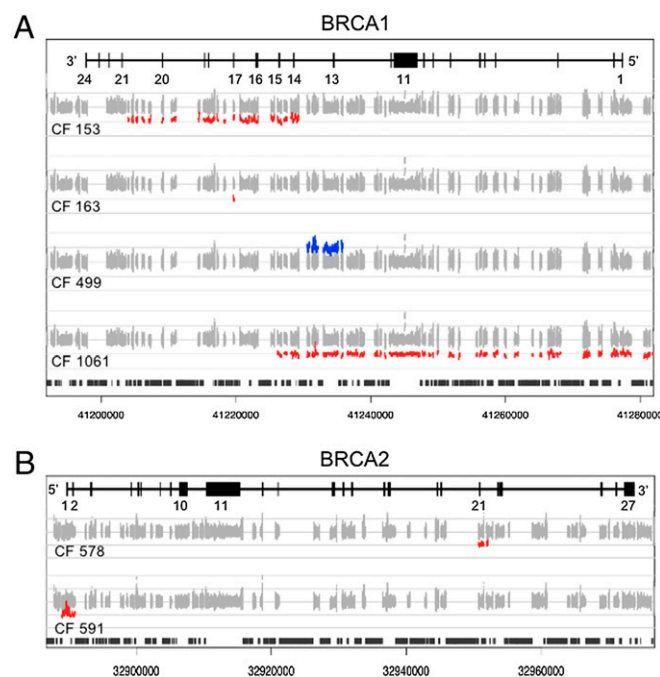 A
BRCA1
3' 5'
24 21 20 17 16 15 14 13 11 1
CF 153
CF 163
CF 499
CF 1061
41200000 41220000 41240000 41260000 41280000
B
BRCA2
5' 3'
12 10 11 21 27
CF 578
CF 591
32900000 32920000 32940000 32960000